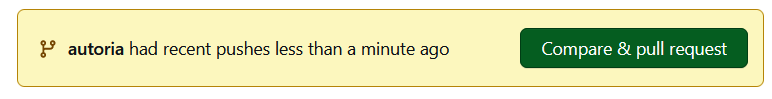 autoria had recent pushes less than a minute ago
Compare & pull request